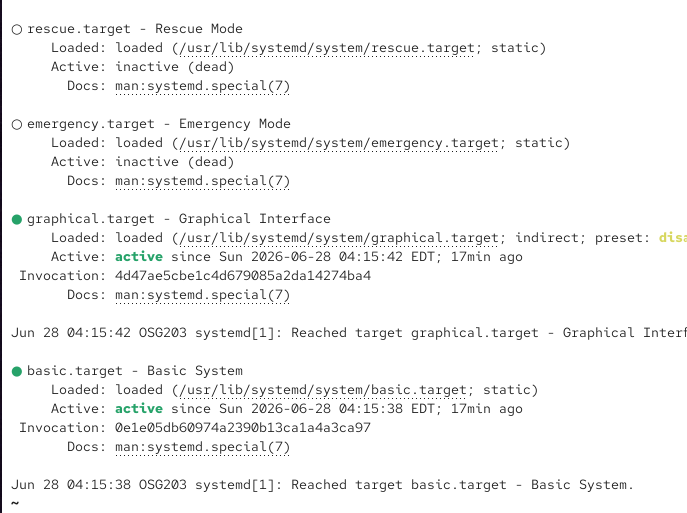 ○ rescue.target - Rescue Mode
Loaded: loaded (/usr/lib/systemd/system/rescue.target; static)
Active: inactive (dead)
Docs: man:systemd.special(7)
○ emergency.target - Emergency Mode
Loaded: loaded (/usr/lib/systemd/system/emergency.target; static)
Active: inactive (dead)
Docs: man:systemd.special(7)
● graphical.target - Graphical Interface
Loaded: loaded (/usr/lib/systemd/system/graphical.target; indirect; preset: disa
Active: active since Sun 2026-06-28 04:15:42 EDT; 17min ago
Invocation: 4d47ae5cbe1c4d679085a2da14274ba4
Docs: man:systemd.special(7)
Jun 28 04:15:42 OSG203 systemd[1]: Reached target graphical.target - Graphical Interf
● basic.target - Basic System
Loaded: loaded (/usr/lib/systemd/system/basic.target; static)
Active: active since Sun 2026-06-28 04:15:38 EDT; 17min ago
Invocation: 0e1e05db60974a2390b13ca1a4a3ca97
Docs: man:systemd.special(7)
Jun 28 04:15:38 OSG203 systemd[1]: Reached target basic.target - Basic System.
~